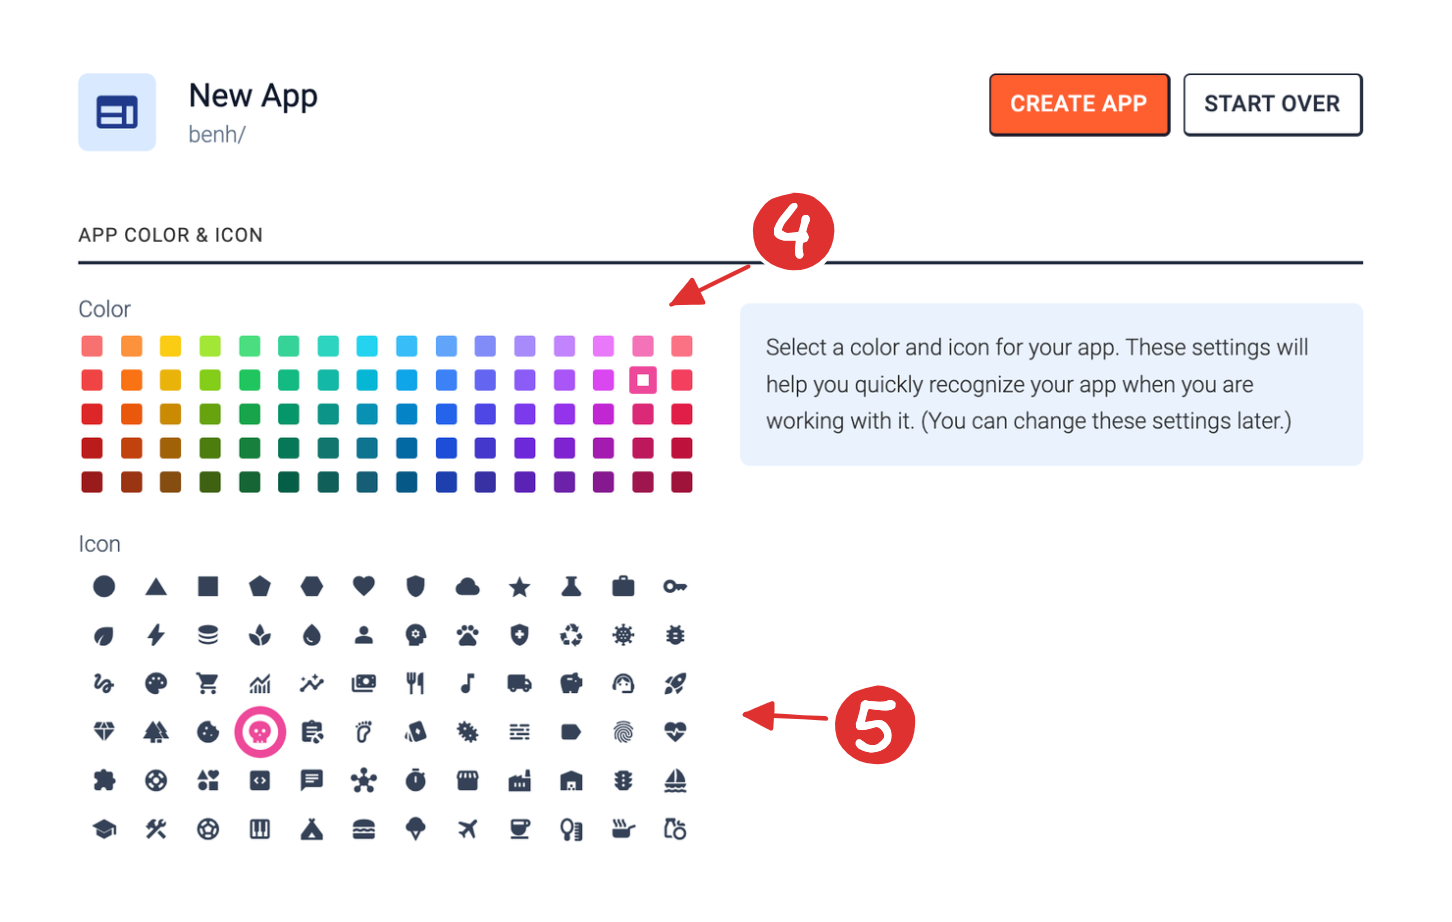 New App
benh/
CREATE APP
START OVER
4
APP COLOR & ICON
Color
Select a color and icon for your app. These settings will
help you quickly recognize your app when you are
working with it. (You can change these settings later.)
Icon
5